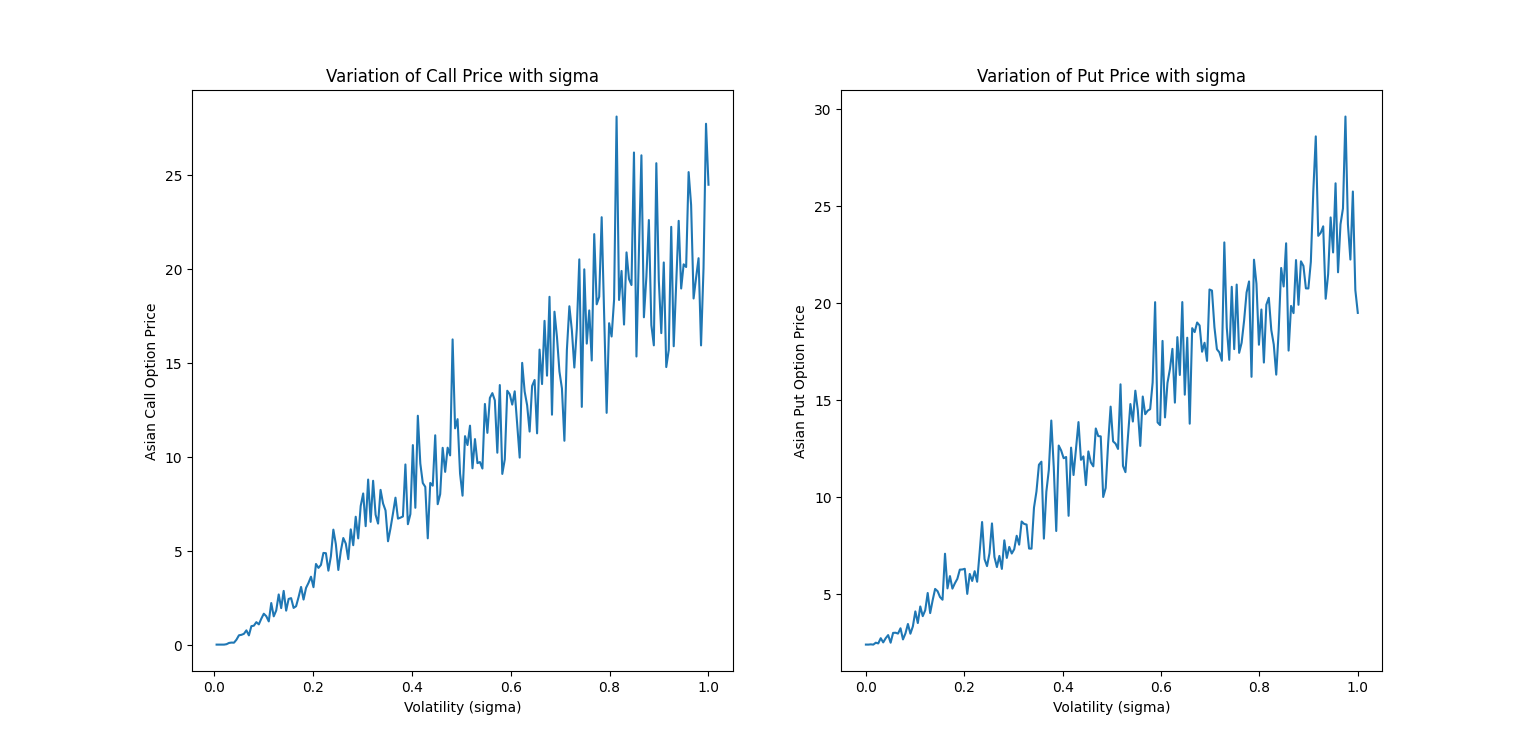 Variation of Call Price with sigma
Asian Call Option Price
25
20
15
10
5
0
0.0 0.2 0.4 0.6 0.8 1.0
Volatility (sigma)
Variation of Put Price with sigma
Asian Put Option Price
30
25
20
15
10
5
0.0 0.2 0.4 0.6 0.8 1.0
Volatility (sigma)